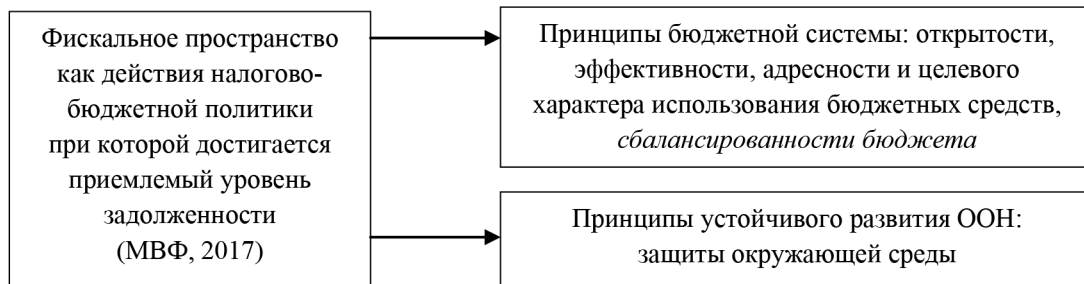 Фискальное пространство
как действия налогово-
бюджетной политики
при которой достигается
приемлемый уровень
задолженности
(МВФ, 2017)
Принципы бюджетной системы: открытости,
эффективности, адресности и целевого
характера использования бюджетных средств,
сбалансированности бюджета
Принципы устойчивого развития ООН:
защиты окружающей среды